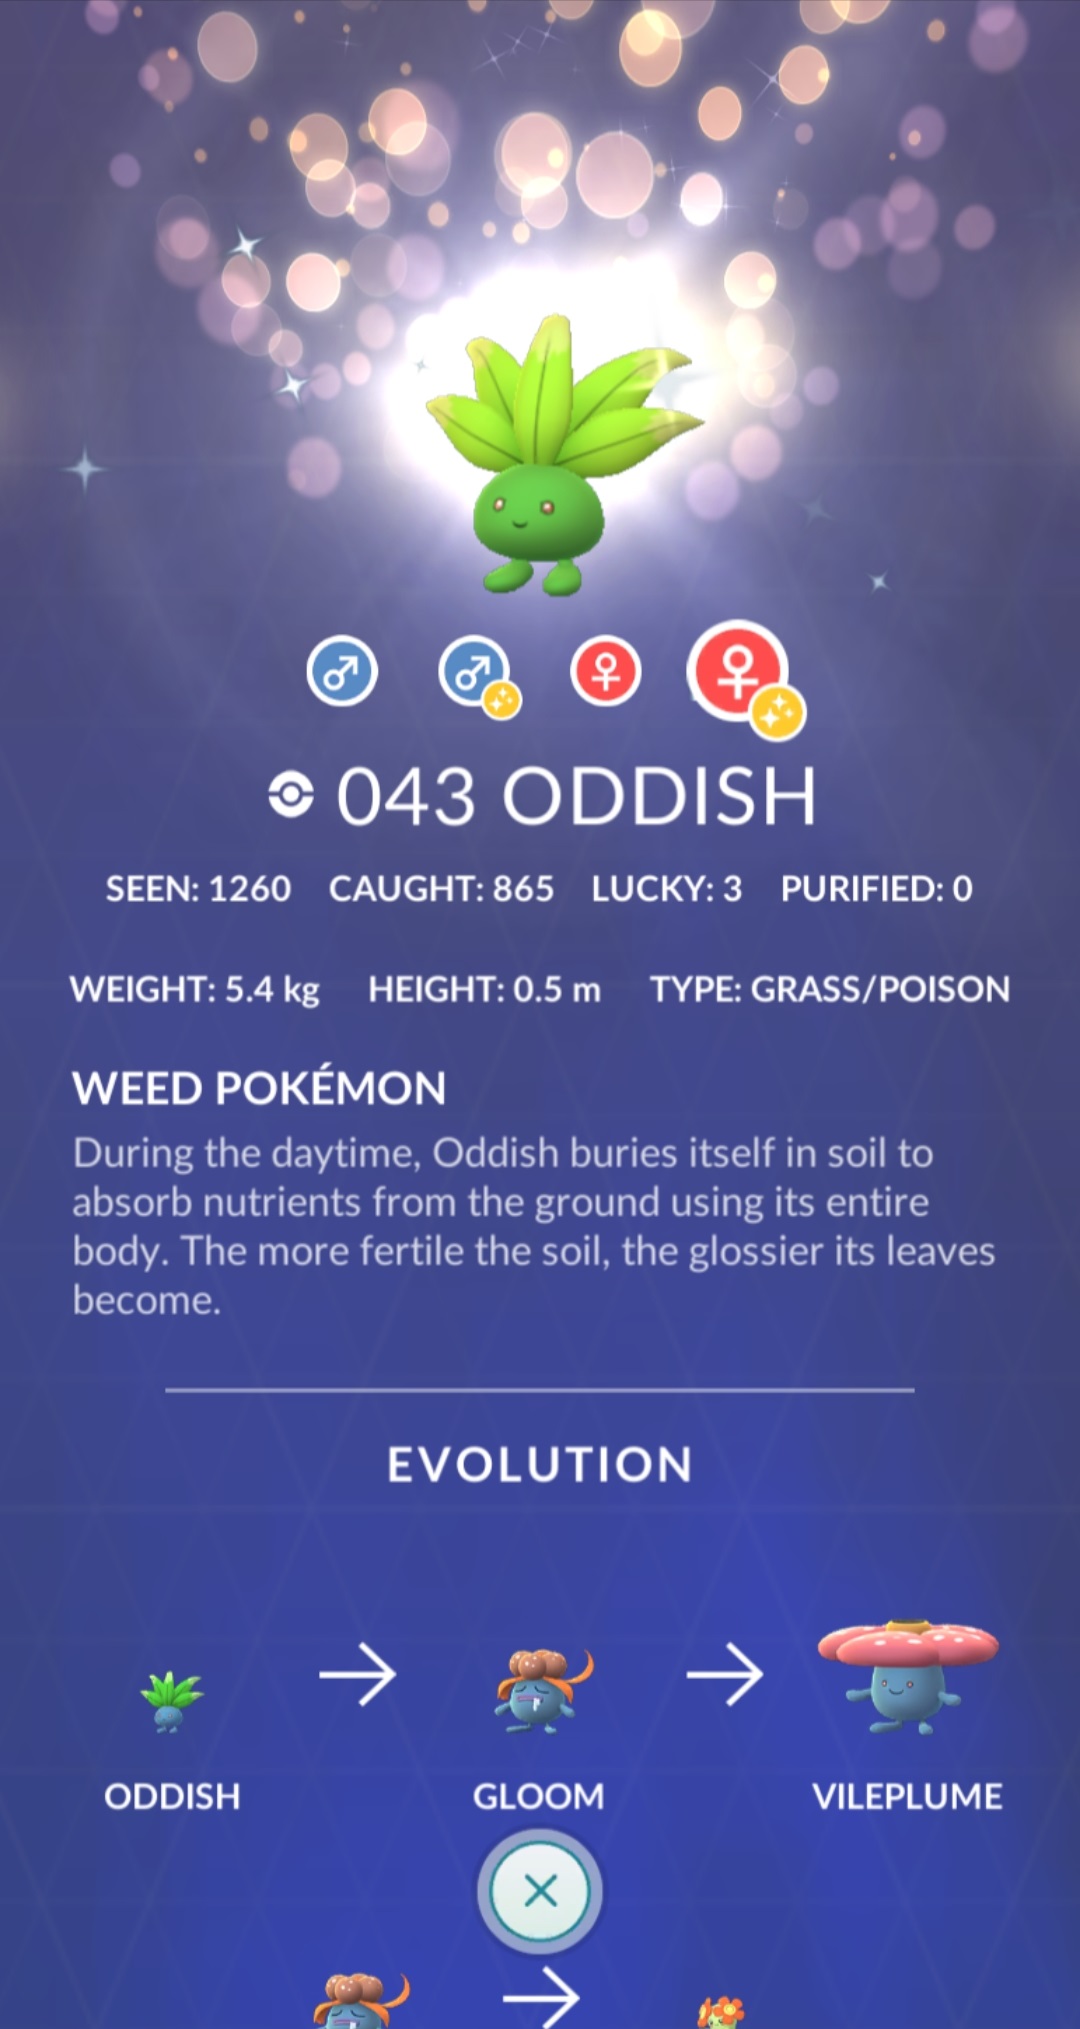 043 ODDISH
SEEN: 1260 CAUGHT: 865 LUCKY: 3 PURIFIED: 0
WEIGHT: 5.4 kg HEIGHT: 0.5 m TYPE: GRASS/POISON
WEED POKÉMON
During the daytime, Oddish buries itself in soil to
absorb nutrients from the ground using its entire
body. The more fertile the soil, the glossier its leaves
become.
EVOLUTION
ODDISH GLOOM VILEPLUME